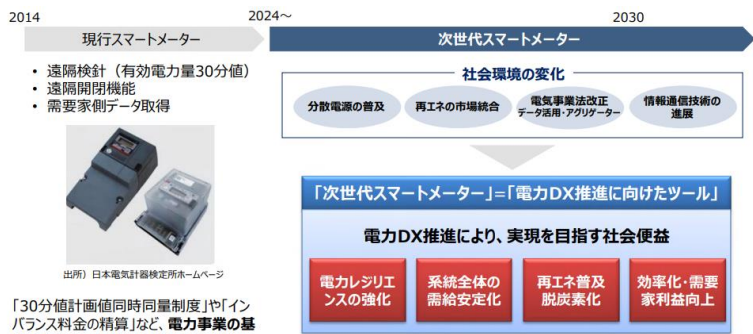 2014
2024～
2030
現行スマートメーター
次世代スマートメーター
• 遠隔検針（有効電力量30分値）
• 遠隔開閉機能
• 需要家側データ取得
出所）日本電気計器検定所ホームページ
「30分値計画値同時同量制度」や「イン
バランス料金の精算」など、電力事業の基
社会環境の変化
分散電源の普及
再エネの市場統合
電気事業法改正
データ活用・アグリゲーター
情報通信技術の
進展
「次世代スマートメーター」=「電力DX推進に向けたツール」
電力DX推進により、実現を目指す社会便益
電力レジリ
エンスの強化
系統全体の
需給安定化
再エネ普及
脱炭素化
効率化・需要
家利益向上